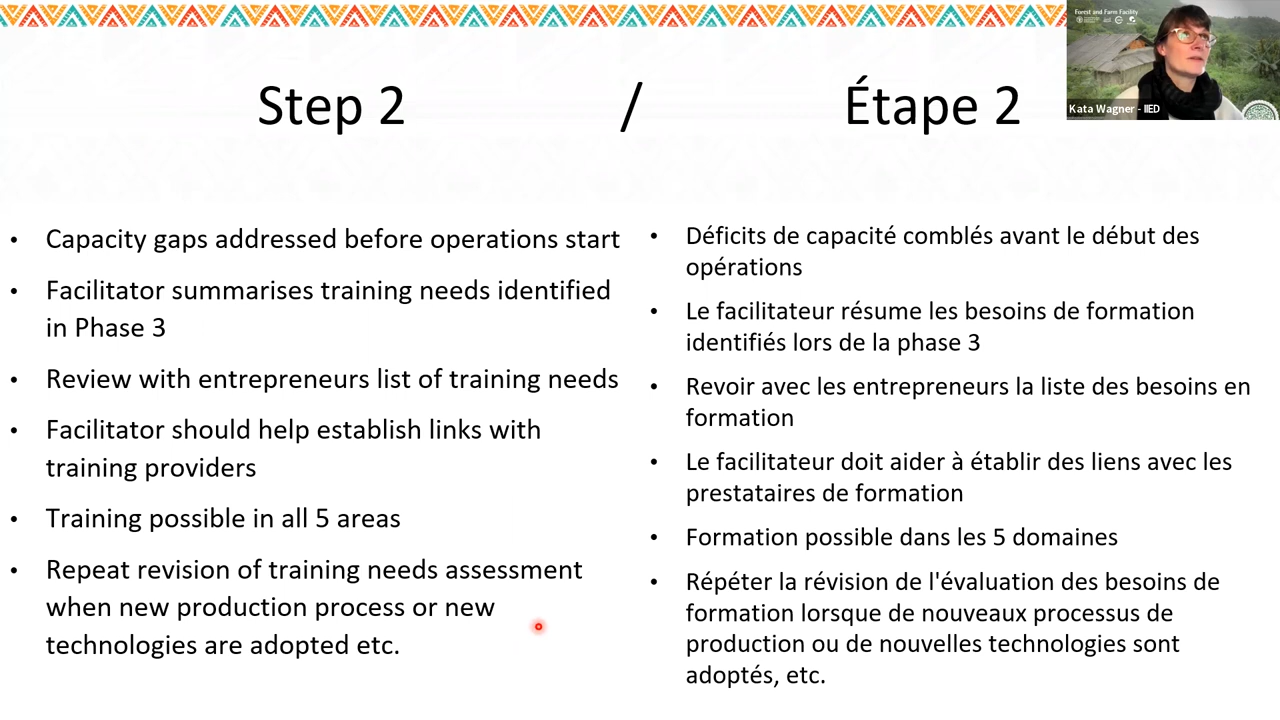 Forest and Farm Facility
Kata Wagner - IIED
Step 2 / Étape 2
• Capacity gaps addressed before operations start
• Facilitator summarises training needs identified
in Phase 3
• Review with entrepreneurs list of training needs
• Facilitator should help establish links with
training providers
• Training possible in all 5 areas
• Repeat revision of training needs assessment
when new production process or new
technologies are adopted etc.
• Déficits de capacité comblés avant le début des
opérations
• Le facilitateur résume les besoins de formation
identifiés lors de la phase 3
• Revoir avec les entrepreneurs la liste des besoins en
formation
• Le facilitateur doit aider à établir des liens avec les
prestataires de formation
• Formation possible dans les 5 domaines
• Répéter la révision de l'évaluation des besoins de
formation lorsque de nouveaux processus de
production ou de nouvelles technologies sont
adoptés, etc.